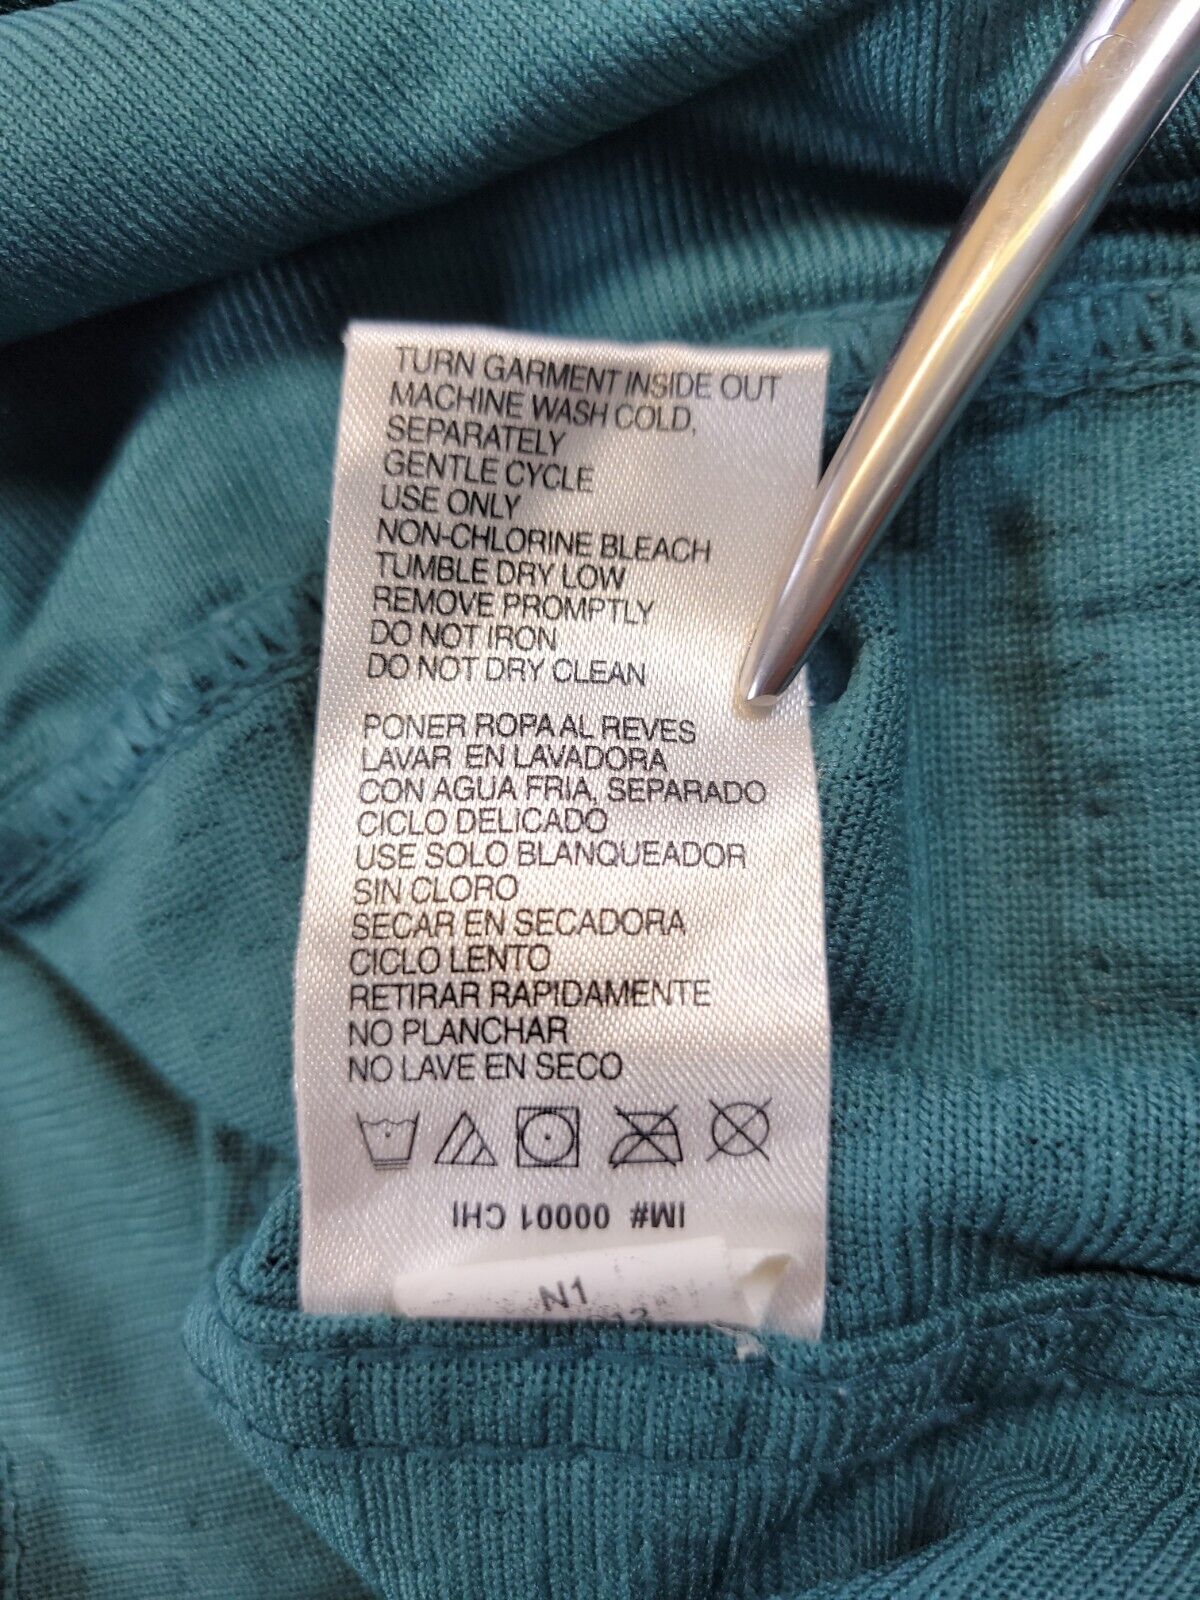 TURN GARMENT INSIDE OUT
MACHINE WASH COLD,
SEPARATELY
GENTLE CYCLE
USE ONLY
NON-CHLORINE BLEACH
TUMBLE DRY LOW
REMOVE PROMPTLY
DO NOT IRON
DO NOT DRY CLEAN
PONER ROPA AL REVES
LAVAR EN LAVADORA
CON AGUA FRIA, SEPARADO
CICLO DELICADO
USE SOLO BLANQUEADOR
SIN CLORO
SECAR EN SECADORA
CICLO LENTO
RETIRAR RAPIDAMENTE
NO PLANCHAR
NO LAVE EN SECO
IM# 00001 CHI
N1